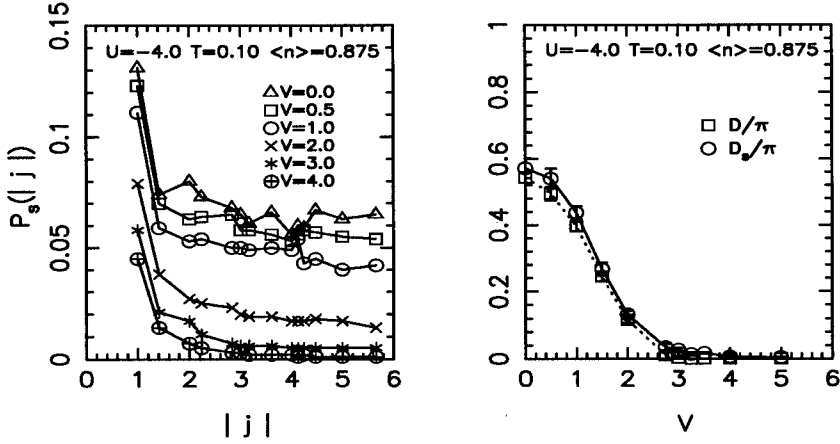 U=−4.0 T=0.10 <n>=0.875
V=0.0
V=0.5
V=1.0
V=2.0
V=3.0
V=4.0
0.15
0.1
0.05
0
0 1 2 3 4 5 6
P_s(| j |)
| j |
U=−4.0 T=0.10 <n>=0.875
D/π
D_s/π
1
0.8
0.6
0.4
0.2
0
0 1 2 3 4 5 6
V